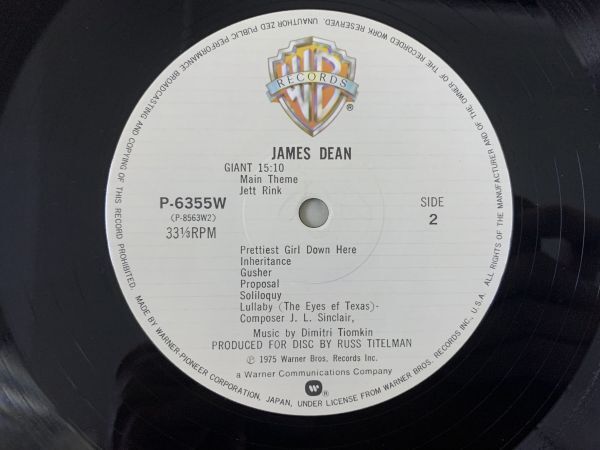 WB
RECORDS
®
JAMES DEAN
GIANT 15:10
Main Theme
Jett Rink
P-6355W
(P-8563W2)
33⅓RPM
SIDE
2
Prettiest Girl Down Here
Inheritance
Gusher
Proposal
Soliloquy
Lullaby (The Eyes ef Texas)-
Composer J. L. Sinclair,
Music by Dimitri Tiomkin
PRODUCED FOR DISC BY RUSS TITELMAN
℗ 1975 Warner Bros. Records Inc.
a Warner Communications Company
®
MADE BY WARNER-PIONEER CORPORATION, JAPAN, UNDER LICENSE FROM WARNER BROS. RECORDS INC., U.S.A. ALL RIGHTS OF THE MANUFACTURER AND OF THE OWNER OF THE RECORDED WORK RESERVED. UNAUTHORIZED PUBLIC PERFORMANCE BROADCASTING AND COPYING OF THIS RECORD PROHIBITED.